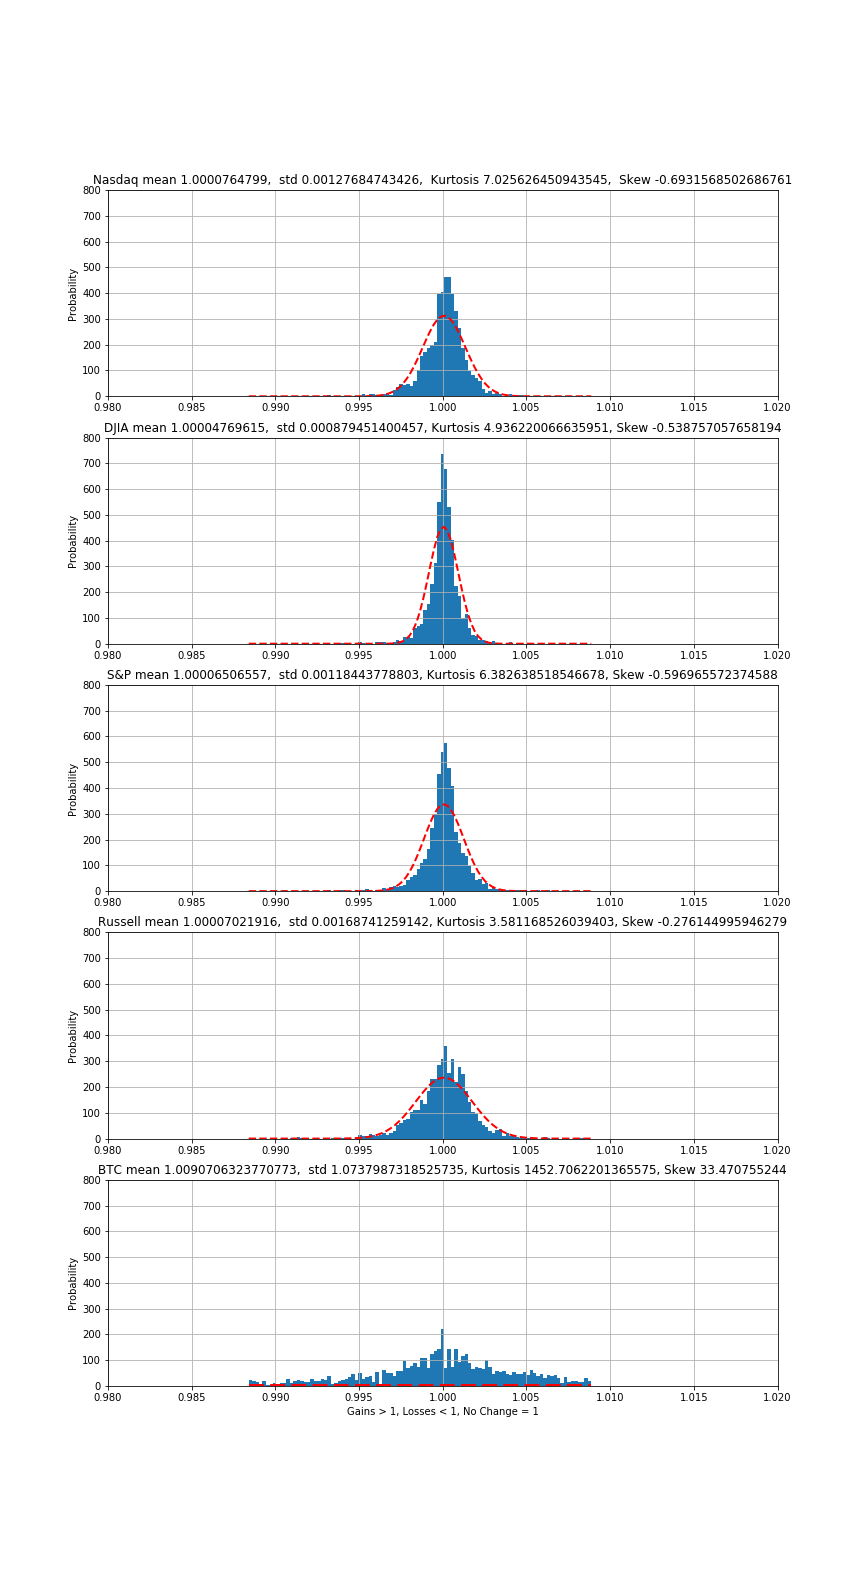 Nasdaq mean 1.0000764799,  std 0.00127684743426,  Kurtosis 7.025626450943545,  Skew -0.6931568502686761
800
700
600
500
400
300
200
100
0
Probability
0.980 0.985 0.990 0.995 1.000 1.005 1.010 1.015 1.020
DJIA mean 1.00004769615,  std 0.000879451400457, Kurtosis 4.936220066635951, Skew -0.538757057658194
800
700
600
500
400
300
200
100
0
Probability
0.980 0.985 0.990 0.995 1.000 1.005 1.010 1.015 1.020
S&P mean 1.00006506557,  std 0.00118443778803, Kurtosis 6.382638518546678, Skew -0.596965572374588
800
700
600
500
400
300
200
100
0
Probability
0.980 0.985 0.990 0.995 1.000 1.005 1.010 1.015 1.020
Russell mean 1.00007021916,  std 0.00168741259142, Kurtosis 3.581168526039403, Skew -0.276144995946279
800
700
600
500
400
300
200
100
0
Probability
0.980 0.985 0.990 0.995 1.000 1.005 1.010 1.015 1.020
BTC mean 1.0090706323770773,  std 1.0737987318525735, Kurtosis 1452.7062201365575, Skew 33.470755244
800
700
600
500
400
300
200
100
0
Probability
0.980 0.985 0.990 0.995 1.000 1.005 1.010 1.015 1.020
Gains > 1, Losses < 1, No Change = 1